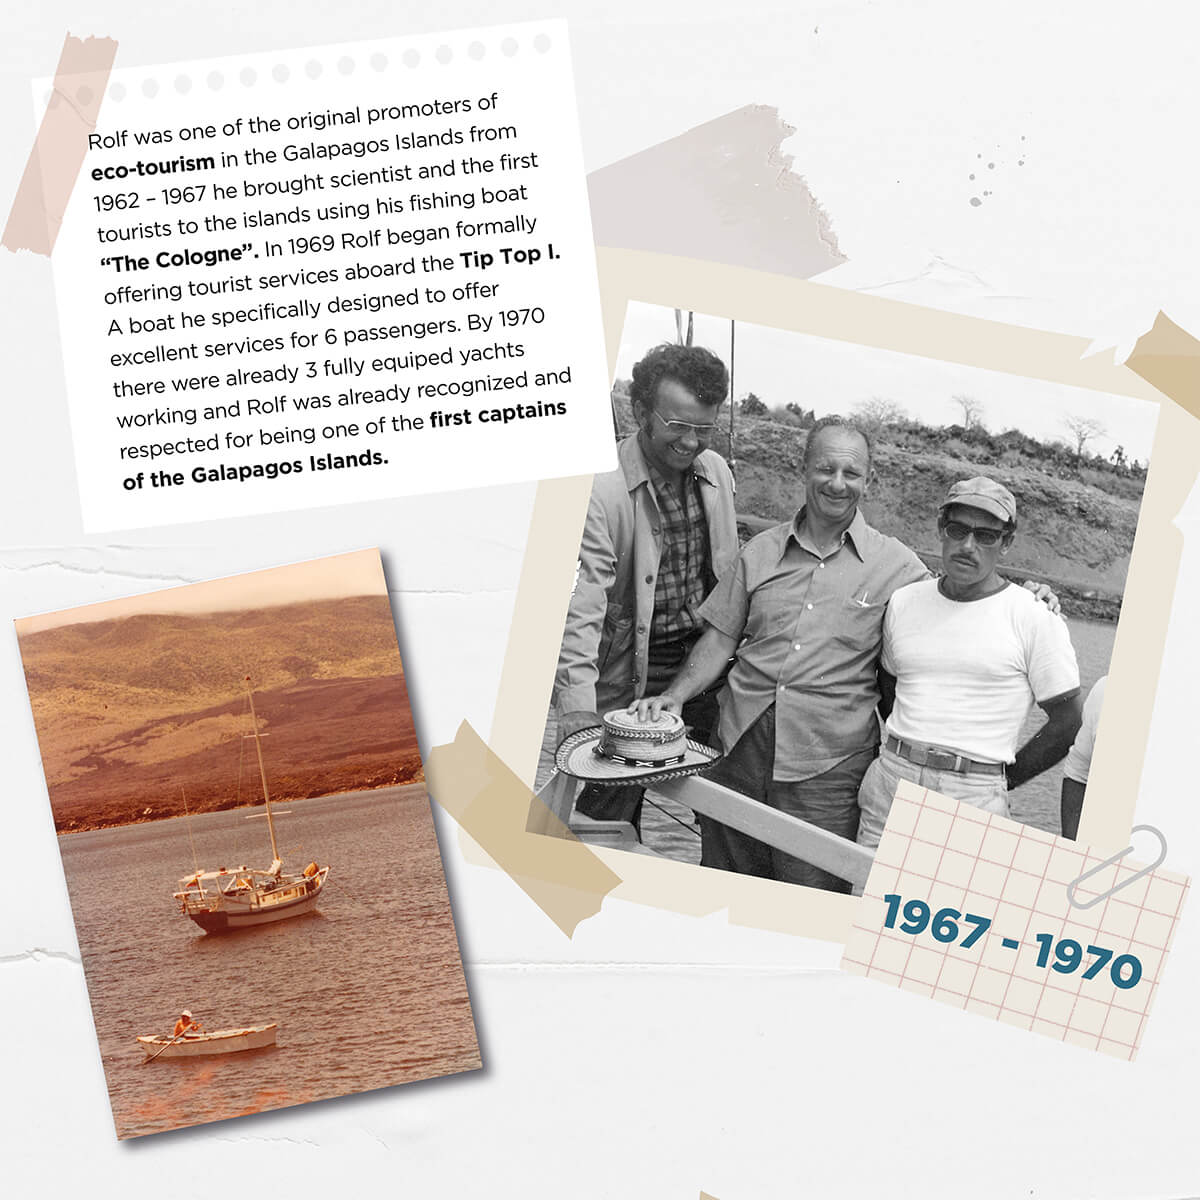 Rolf was one of the original promoters of
eco-tourism in the Galapagos Islands from
1962 – 1967 he brought scientist and the first
tourists to the islands using his fishing boat
“The Cologne”. In 1969 Rolf began formally
offering tourist services aboard the Tip Top I.
A boat he specifically designed to offer
excellent services for 6 passengers. By 1970
there were already 3 fully equiped yachts
working and Rolf was already recognized and
respected for being one of the first captains
of the Galapagos Islands.
1967 - 1970